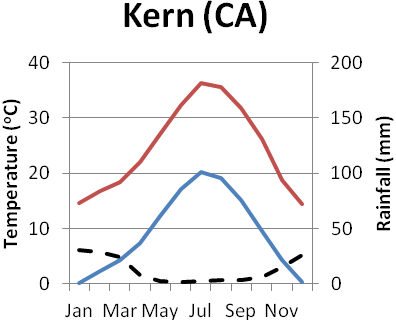 Kern (CA)
40 200
30 150
20 100
10 50
0 0
Temperature (°C)
Rainfall (mm)
Jan Mar May Jul Sep Nov